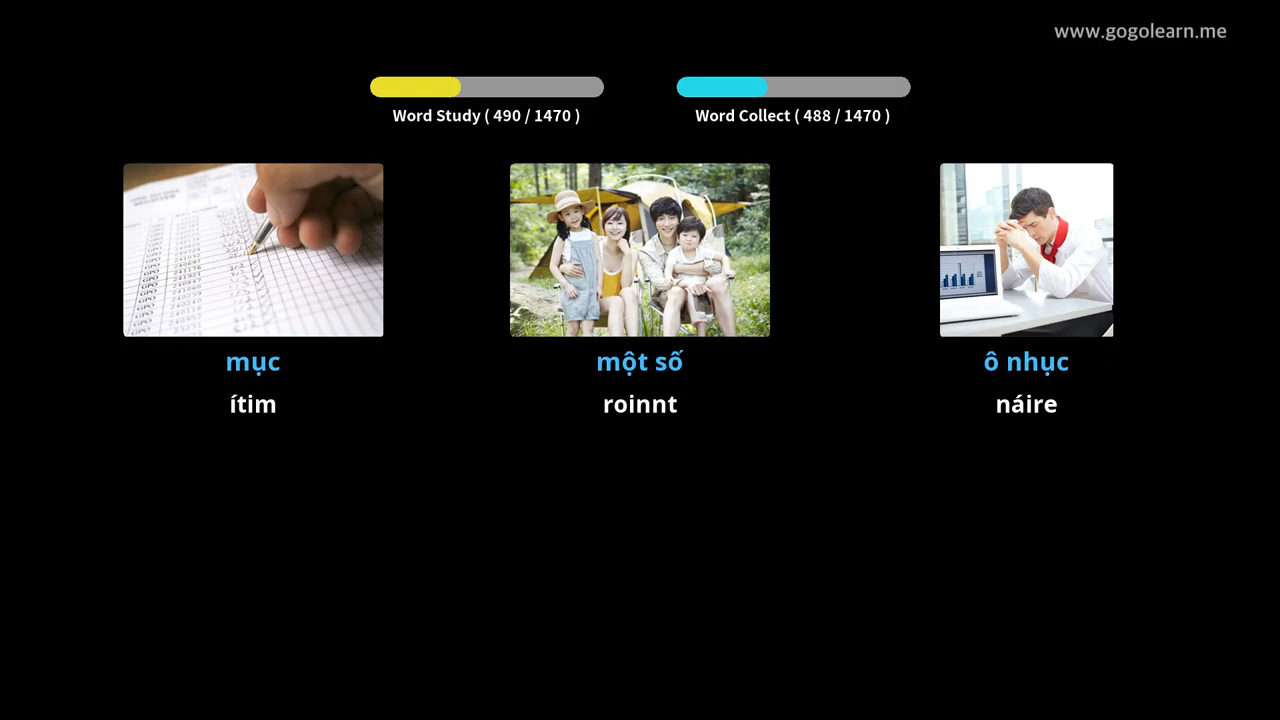 www.gogolearn.me
Word Study ( 490 / 1470 )
Word Collect ( 488 / 1470 )
mục
một số
ô nhục
ítim
roinnt
náire